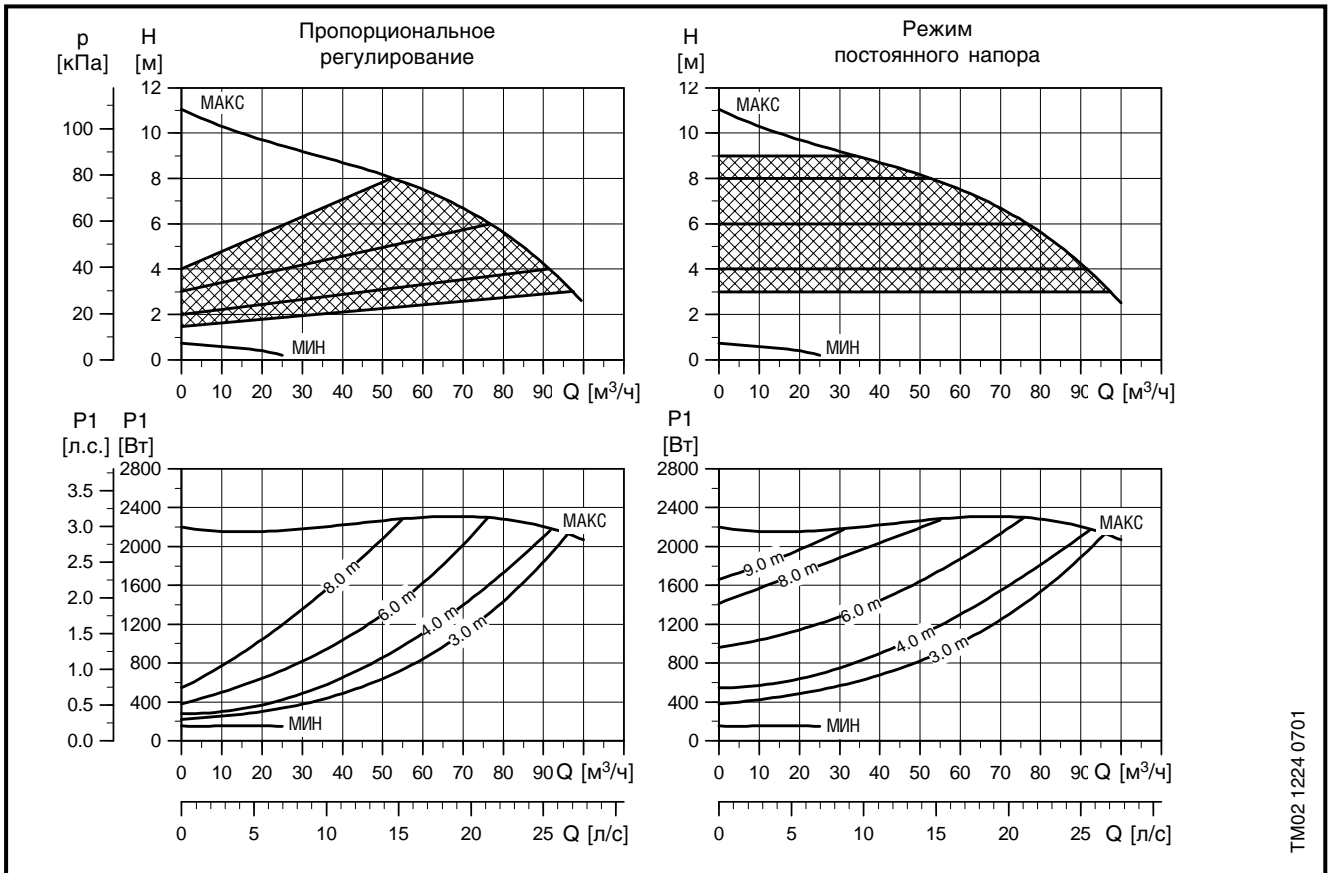 Пропорциональное
регулирование
p
[кПа]
H
[м]
12
10
8
6
4
2
0
100
80
60
40
20
0
МАКС
МИН
0 10 20 30 40 50 60 70 80 90 Q [м³/ч]
Режим
постоянного напора
H
[м]
12
10
8
6
4
2
0
МАКС
МИН
0 10 20 30 40 50 60 70 80 90 Q [м³/ч]
P1
[л.с.]
P1
[Вт]
3.5
3.0
2.5
2.0
1.5
1.0
0.5
0.0
2800
2400
2000
1600
1200
800
400
0
МАКС
8.0 m
6.0 m
4.0 m
3.0 m
МИН
0 10 20 30 40 50 60 70 80 90 Q [м³/ч]
0 5 10 15 20 25 Q [л/с]
P1
[Вт]
2800
2400
2000
1600
1200
800
400
0
МАКС
9.0 m
8.0 m
6.0 m
4.0 m
3.0 m
МИН
0 10 20 30 40 50 60 70 80 90 Q [м³/ч]
0 5 10 15 20 25 Q [л/с]
TM02 1224 0701